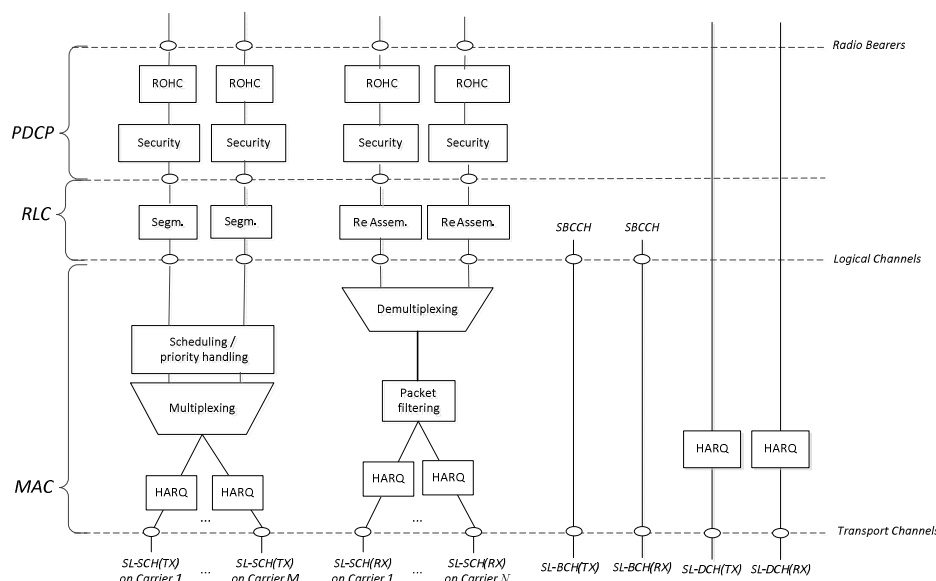 Radio Bearers
ROHC
ROHC
ROHC
ROHC
PDCP
Security
Security
Security
Security
RLC
Segm.
Segm.
Re Assem.
Re Assem.
SBCCH
SBCCH
Logical Channels
Demultiplexing
Scheduling /
priority handling
Multiplexing
Packet
filtering
HARQ
HARQ
MAC
HARQ
HARQ
HARQ
HARQ
...
...
Transport Channels
SL-SCH(TX)
on Carrier 1
...
SL-SCH(TX)
on Carrier M
SL-SCH(RX)
on Carrier 1
...
SL-SCH(RX)
on Carrier N
SL-BCH(TX)
SL-BCH(RX)
SL-DCH(TX)
SL-DCH(RX)